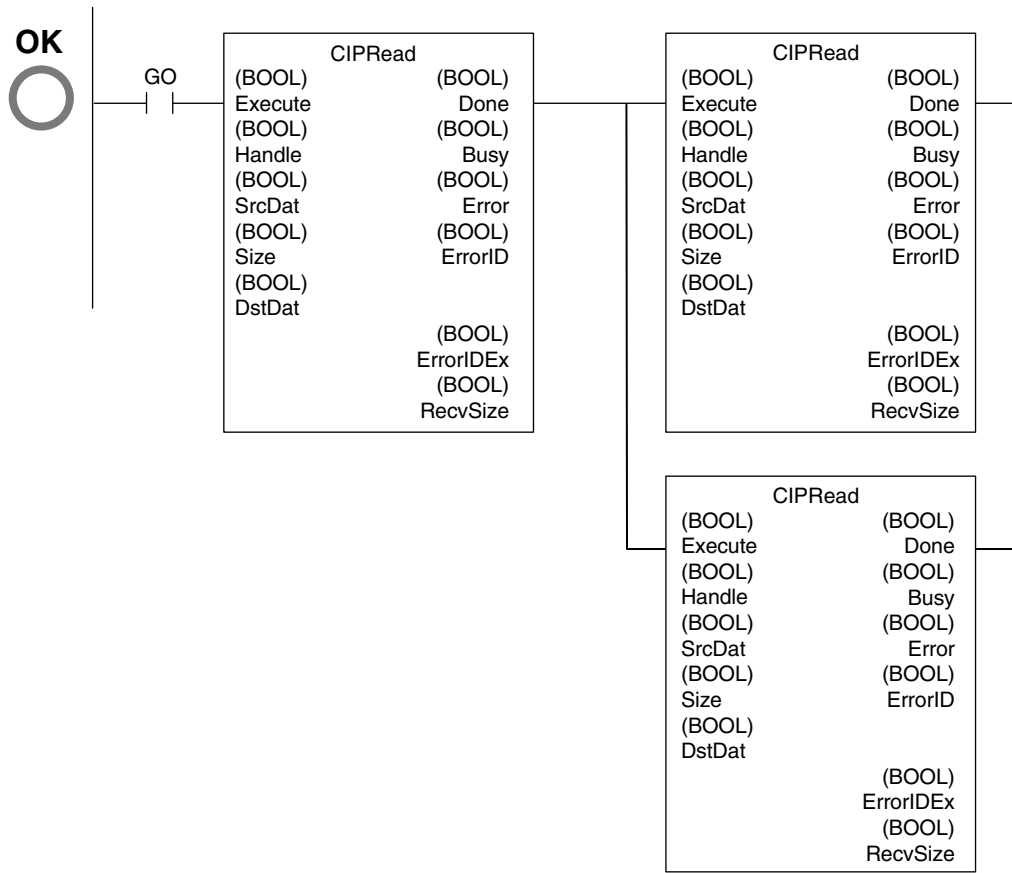 OK
GO
CIPRead
(BOOL) (BOOL)
Execute Done
(BOOL) (BOOL)
Handle Busy
(BOOL) (BOOL)
SrcDat Error
(BOOL) (BOOL)
Size ErrorID
(BOOL)
DstDat
(BOOL)
ErrorIDEx
(BOOL)
RecvSize
CIPRead
(BOOL) (BOOL)
Execute Done
(BOOL) (BOOL)
Handle Busy
(BOOL) (BOOL)
SrcDat Error
(BOOL) (BOOL)
Size ErrorID
(BOOL)
DstDat
(BOOL)
ErrorIDEx
(BOOL)
RecvSize
CIPRead
(BOOL) (BOOL)
Execute Done
(BOOL) (BOOL)
Handle Busy
(BOOL) (BOOL)
SrcDat Error
(BOOL) (BOOL)
Size ErrorID
(BOOL)
DstDat
(BOOL)
ErrorIDEx
(BOOL)
RecvSize